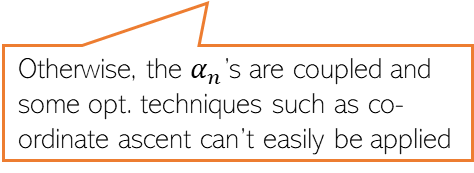 Otherwise, the αₙ's are coupled and
some opt. techniques such as co-
ordinate ascent can't easily be applied